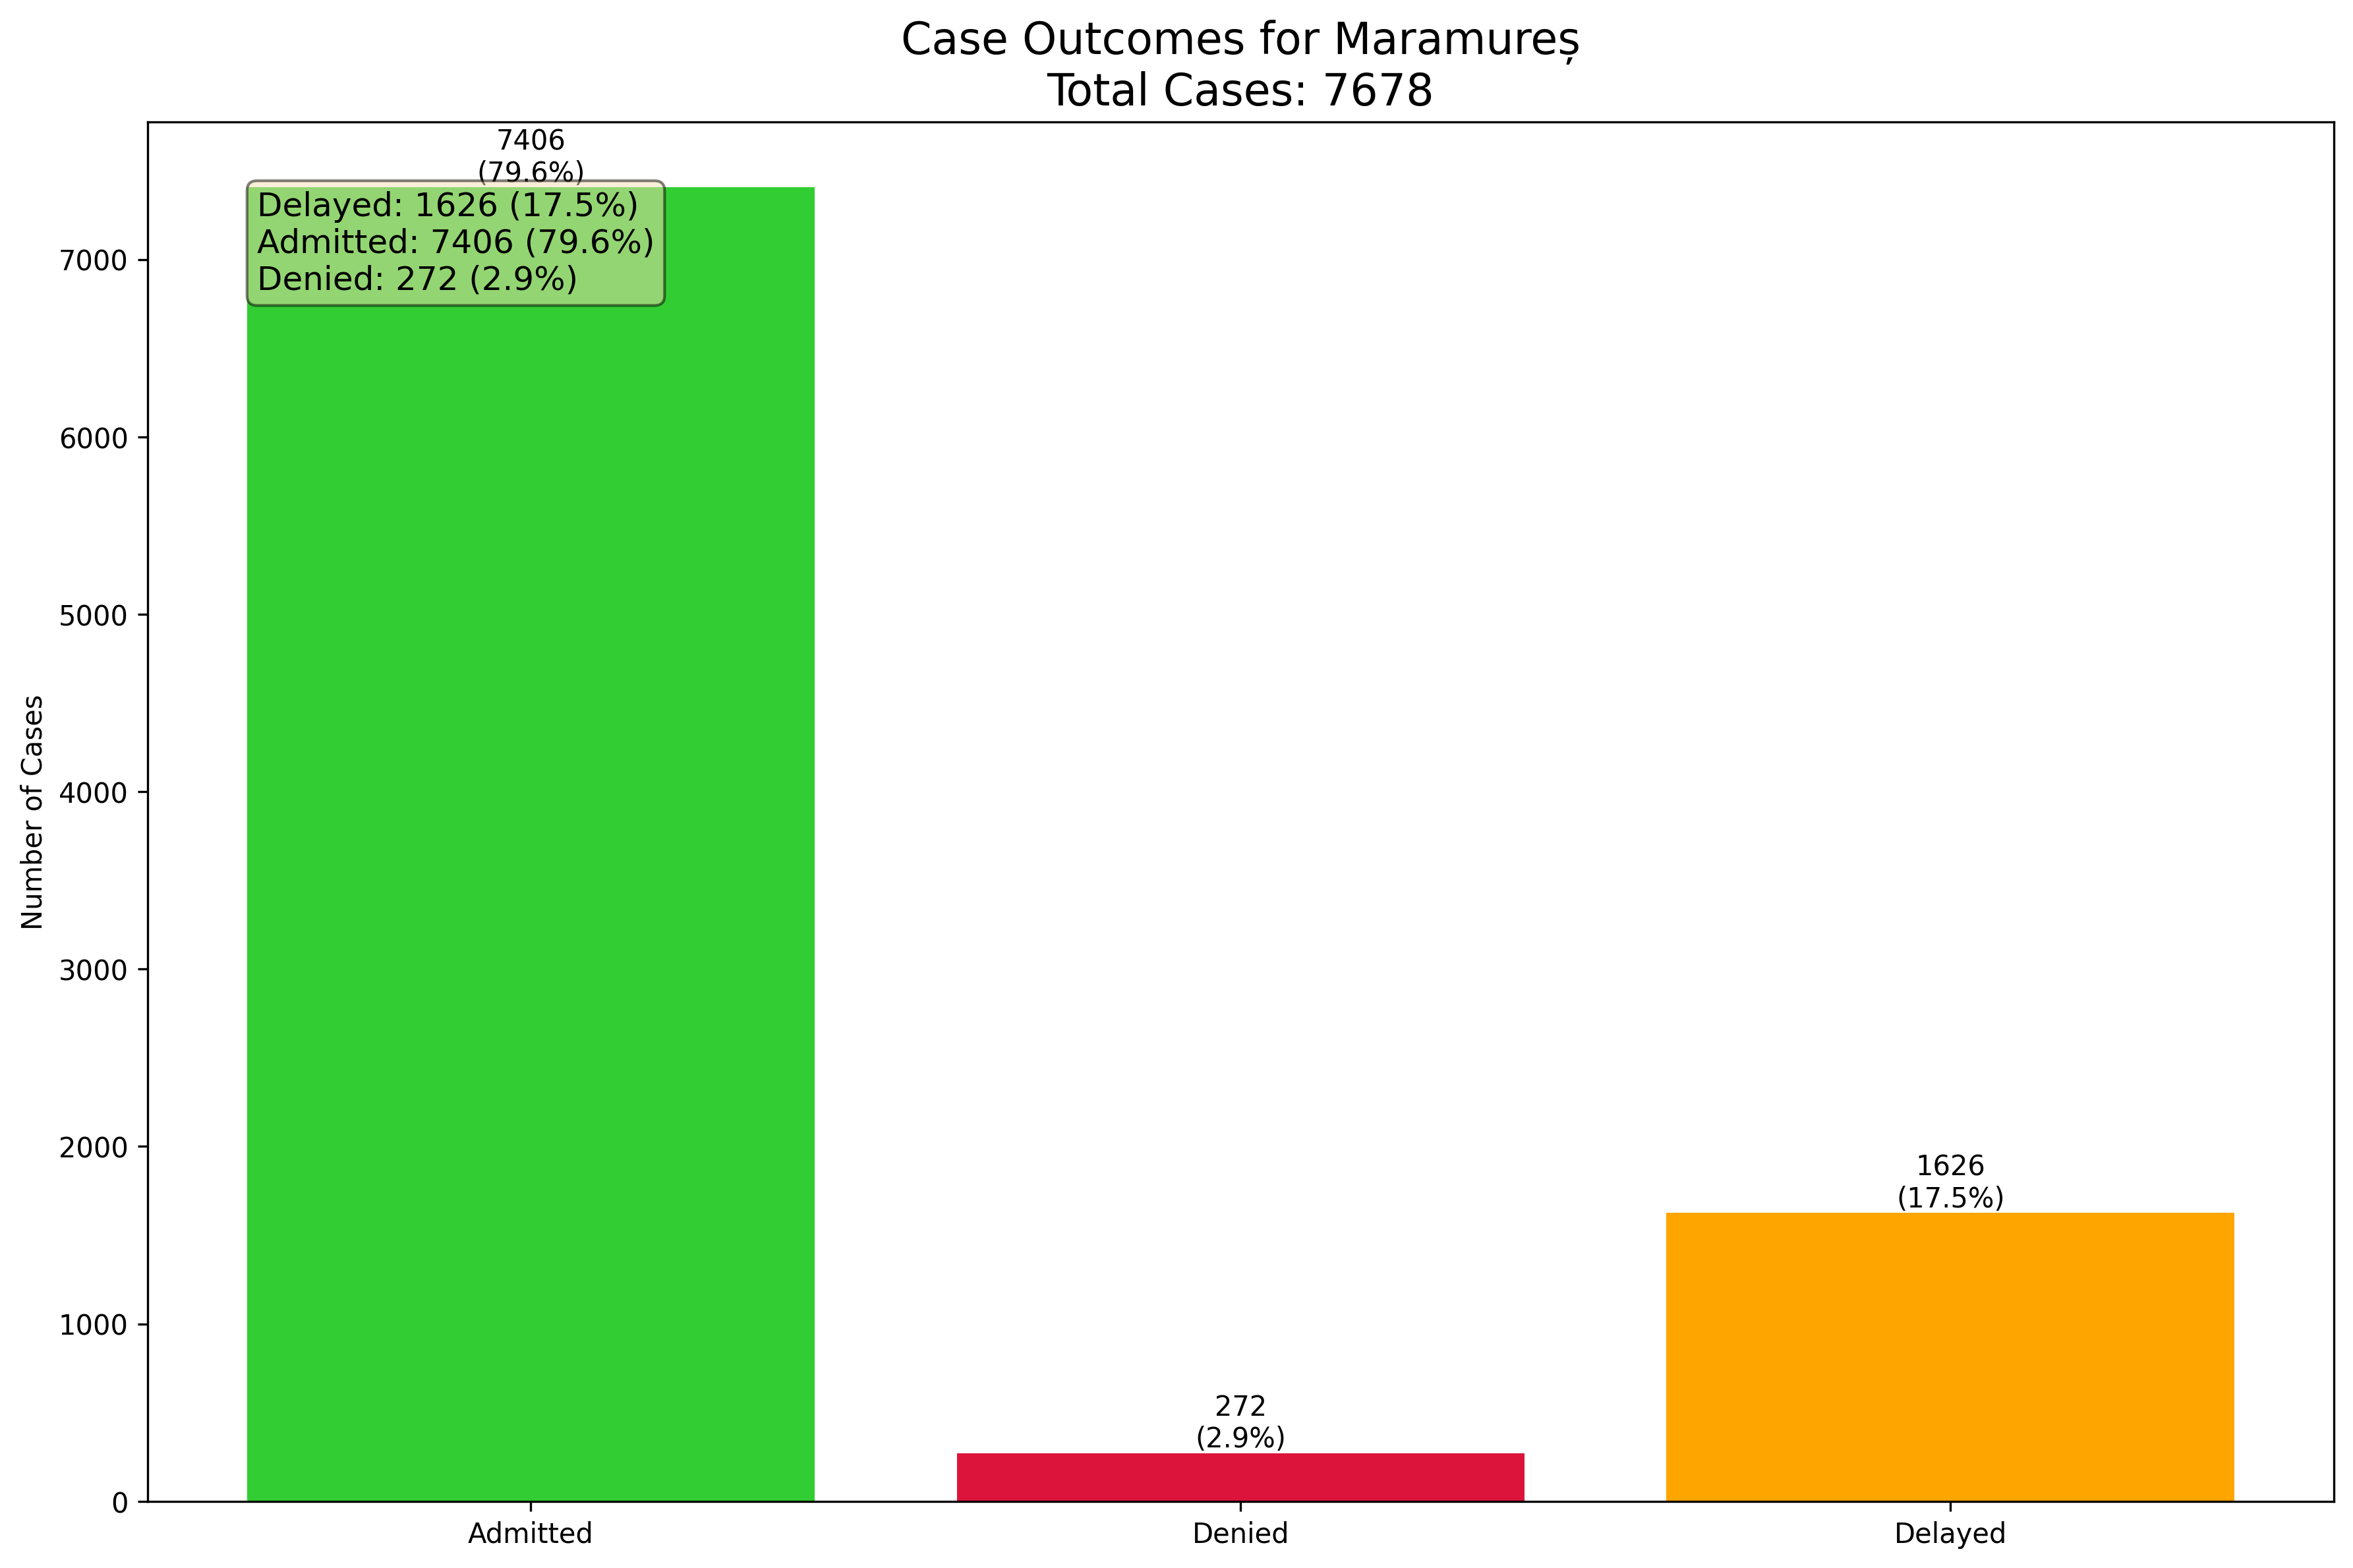 Case Outcomes for Maramureș
Total Cases: 7678
7406
(79.6%)
Delayed: 1626 (17.5%)
Admitted: 7406 (79.6%)
Denied: 272 (2.9%)
7000
6000
5000
4000
3000
2000
1000
0
Number of Cases
1626
(17.5%)
272
(2.9%)
Admitted
Denied
Delayed